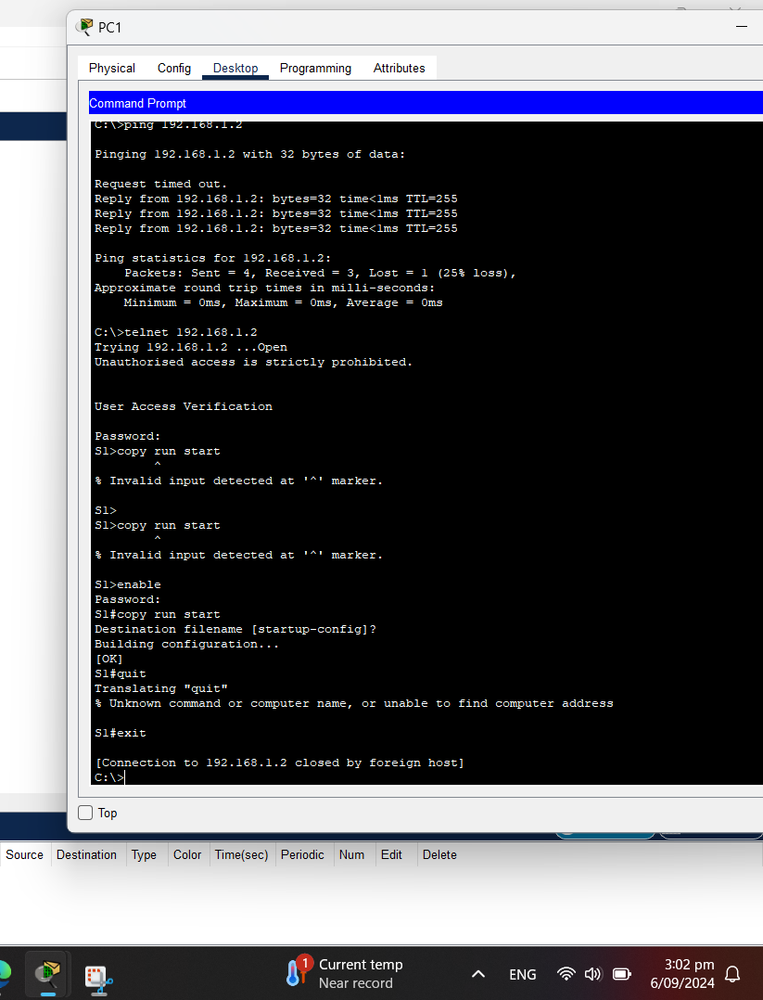 PC1
Physical Config Desktop Programming Attributes
Command Prompt
C:\>ping 192.168.1.2
Pinging 192.168.1.2 with 32 bytes of data:
Request timed out.
Reply from 192.168.1.2: bytes=32 time<1ms TTL=255
Reply from 192.168.1.2: bytes=32 time<1ms TTL=255
Reply from 192.168.1.2: bytes=32 time<1ms TTL=255
Ping statistics for 192.168.1.2:
    Packets: Sent = 4, Received = 3, Lost = 1 (25% loss),
Approximate round trip times in milli-seconds:
    Minimum = 0ms, Maximum = 0ms, Average = 0ms
C:\>telnet 192.168.1.2
Trying 192.168.1.2 ...Open
Unauthorised access is strictly prohibited.
User Access Verification
Password:
S1>copy run start
        ^
% Invalid input detected at '^' marker.
S1>
S1>copy run start
        ^
% Invalid input detected at '^' marker.
S1>enable
Password:
S1#copy run start
Destination filename [startup-config]?
Building configuration...
[OK]
S1#quit
Translating "quit"
% Unknown command or computer name, or unable to find computer address
S1#exit
[Connection to 192.168.1.2 closed by foreign host]
C:\>
Top
Source Destination Type Color Time(sec) Periodic Num Edit Delete
1
Current temp
Near record
ENG
3:02 pm
6/09/2024